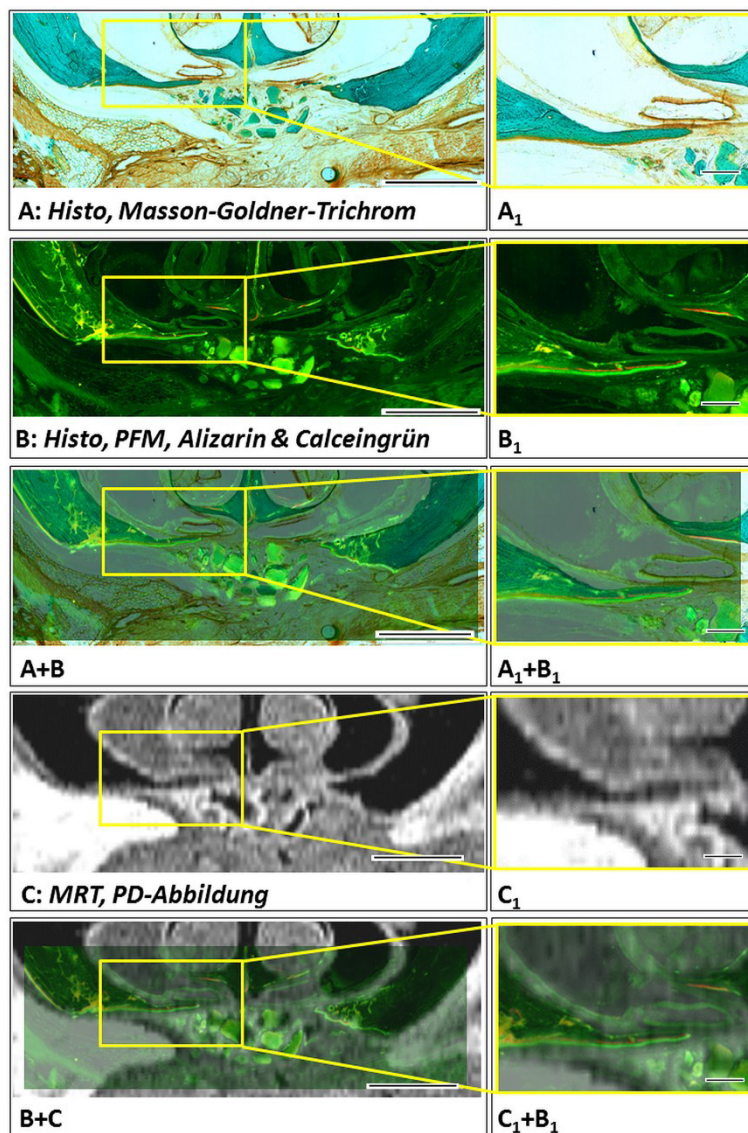 A: Histo, Masson-Goldner-Trichrom
A₁
B: Histo, PFM, Alizarin & Calceingrün
B₁
A+B
A₁+B₁
C: MRT, PD-Abbildung
C₁
B+C
C₁+B₁